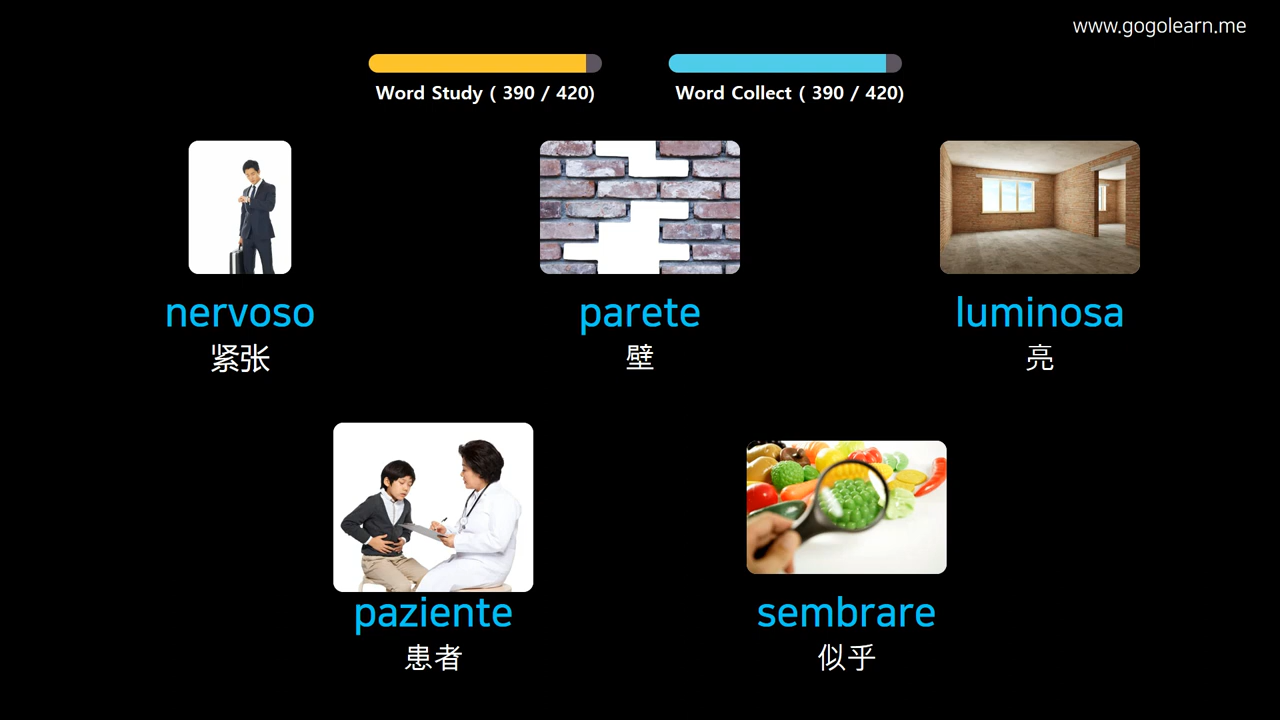 www.gogolearn.me
Word Study ( 390 / 420)
Word Collect ( 390 / 420)
nervoso
紧张
parete
壁
luminosa
亮
paziente
患者
sembrare
似乎